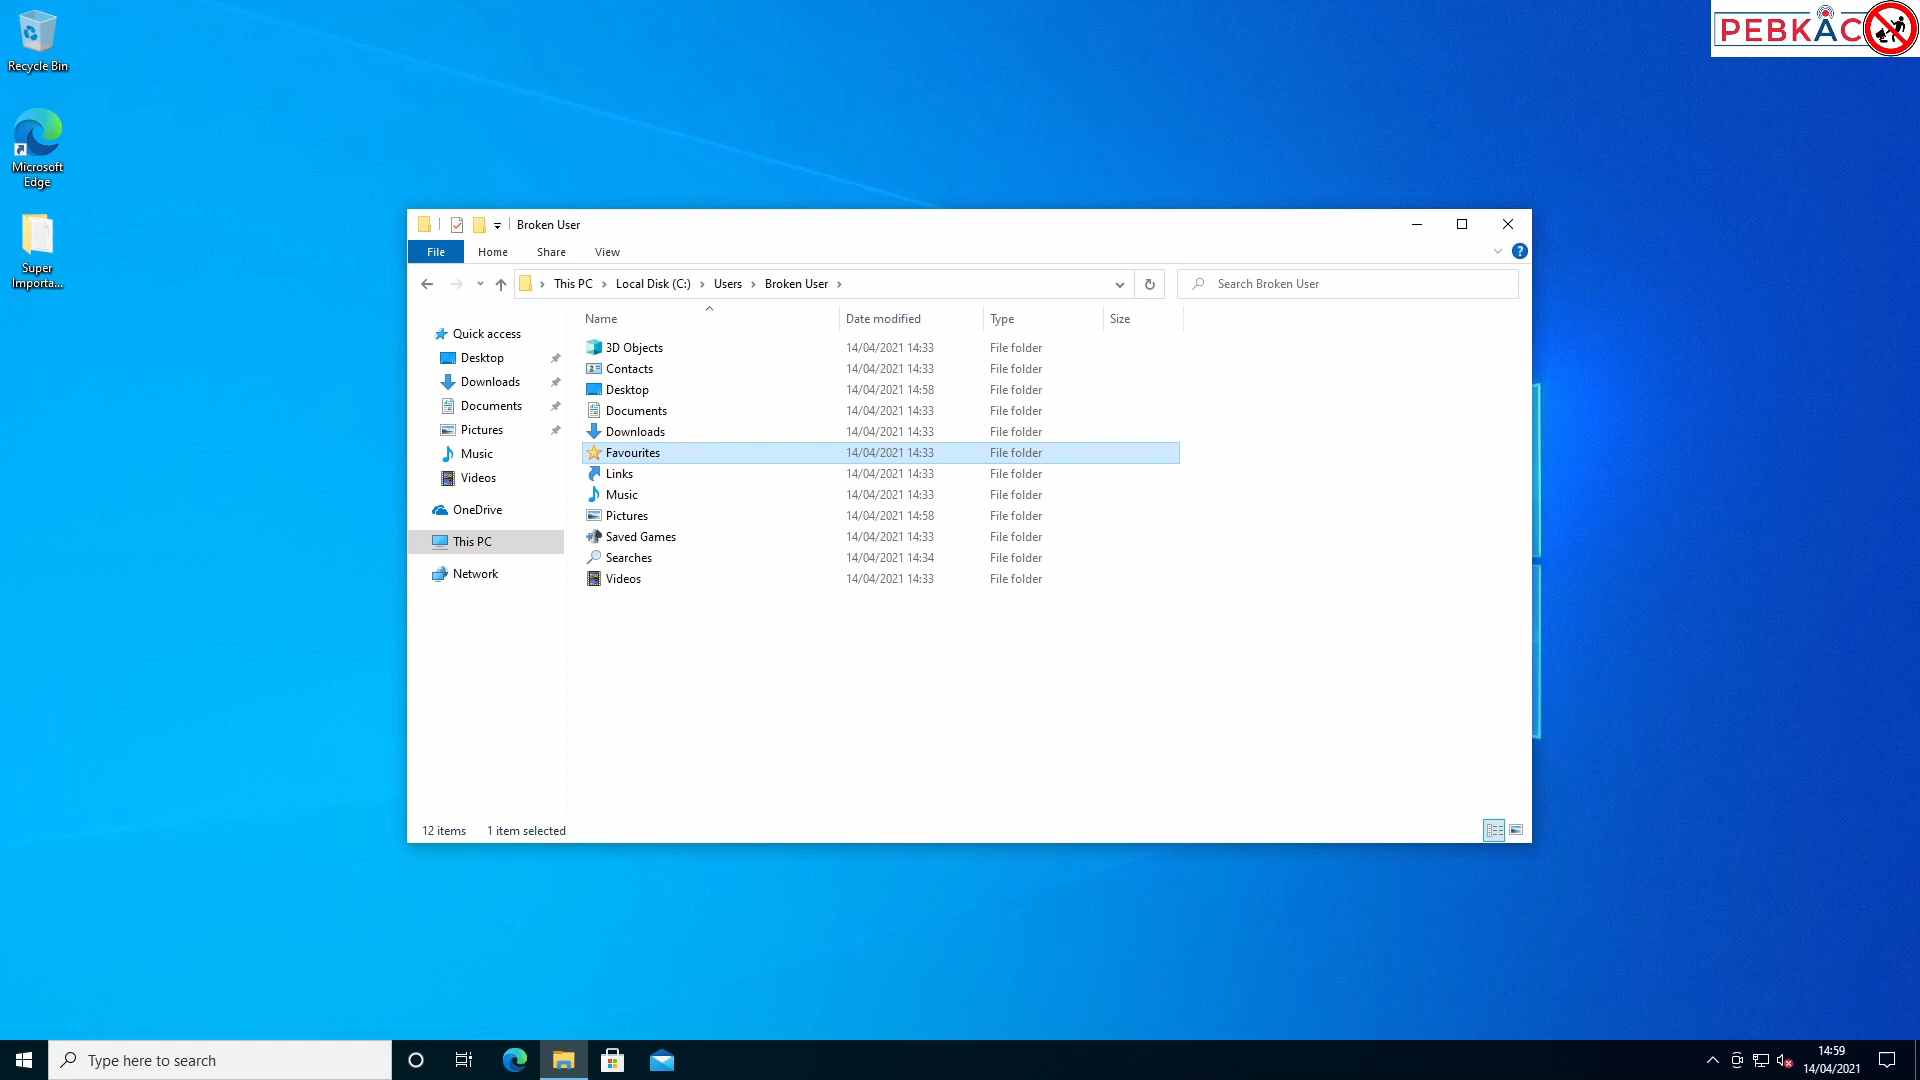 Recycle Bin
Microsoft
Edge
Super
Importa...
PEBKAC
Broken User
File Home Share View
This PC Local Disk (C:) Users Broken User
Search Broken User
Quick access
Desktop
Downloads
Documents
Pictures
Music
Videos
OneDrive
This PC
Network
Name Date modified Type Size
3D Objects 14/04/2021 14:33 File folder
Contacts 14/04/2021 14:33 File folder
Desktop 14/04/2021 14:58 File folder
Documents 14/04/2021 14:33 File folder
Downloads 14/04/2021 14:33 File folder
Favourites 14/04/2021 14:33 File folder
Links 14/04/2021 14:33 File folder
Music 14/04/2021 14:33 File folder
Pictures 14/04/2021 14:58 File folder
Saved Games 14/04/2021 14:33 File folder
Searches 14/04/2021 14:34 File folder
Videos 14/04/2021 14:33 File folder
12 items 1 item selected
Type here to search
14:59
14/04/2021